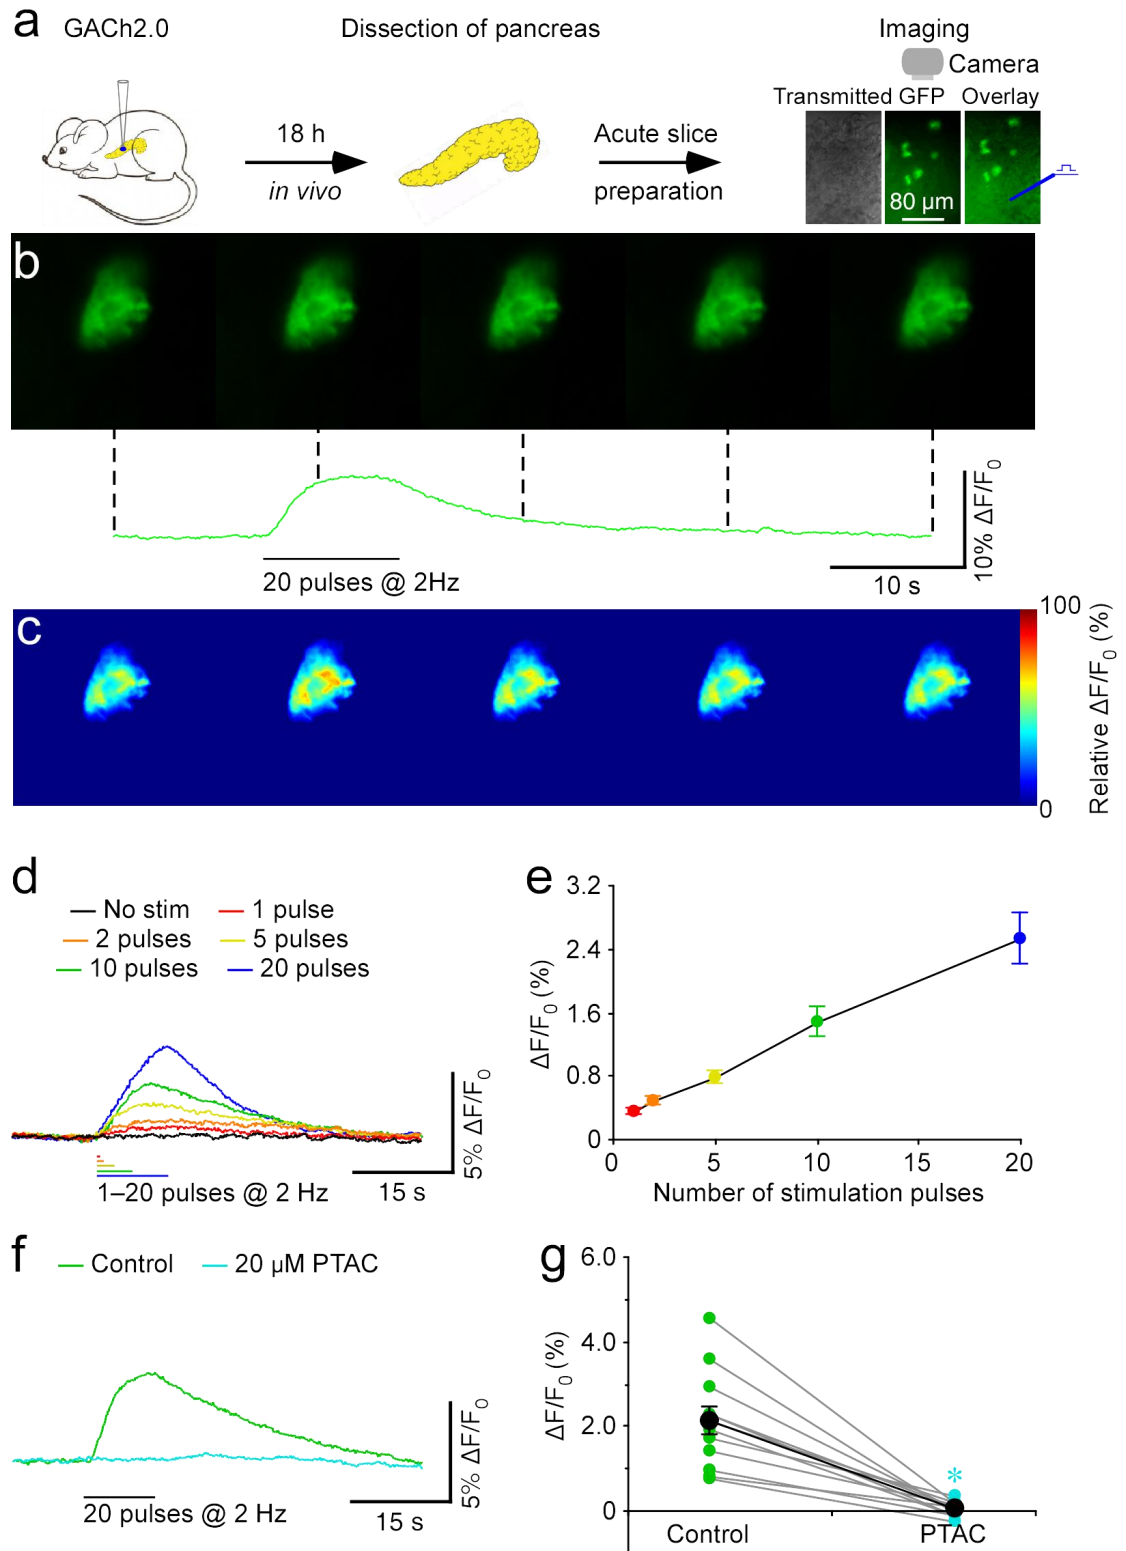 a
GACh2.0
Dissection of pancreas
Imaging
Camera
Transmitted GFP Overlay
18 h
in vivo
Acute slice
preparation
80 µm
b
10% ΔF/F0
20 pulses @ 2Hz
10 s
c
100
0
Relative ΔF/F0 (%)
d
No stim
1 pulse
2 pulses
5 pulses
10 pulses
20 pulses
5% ΔF/F0
1–20 pulses @ 2 Hz
15 s
e
3.2
2.4
1.6
0.8
0
ΔF/F0 (%)
0 5 10 15 20
Number of stimulation pulses
f
Control
20 µM PTAC
5% ΔF/F0
20 pulses @ 2 Hz
15 s
g
6.0
4.0
2.0
0
ΔF/F0 (%)
*
Control
PTAC